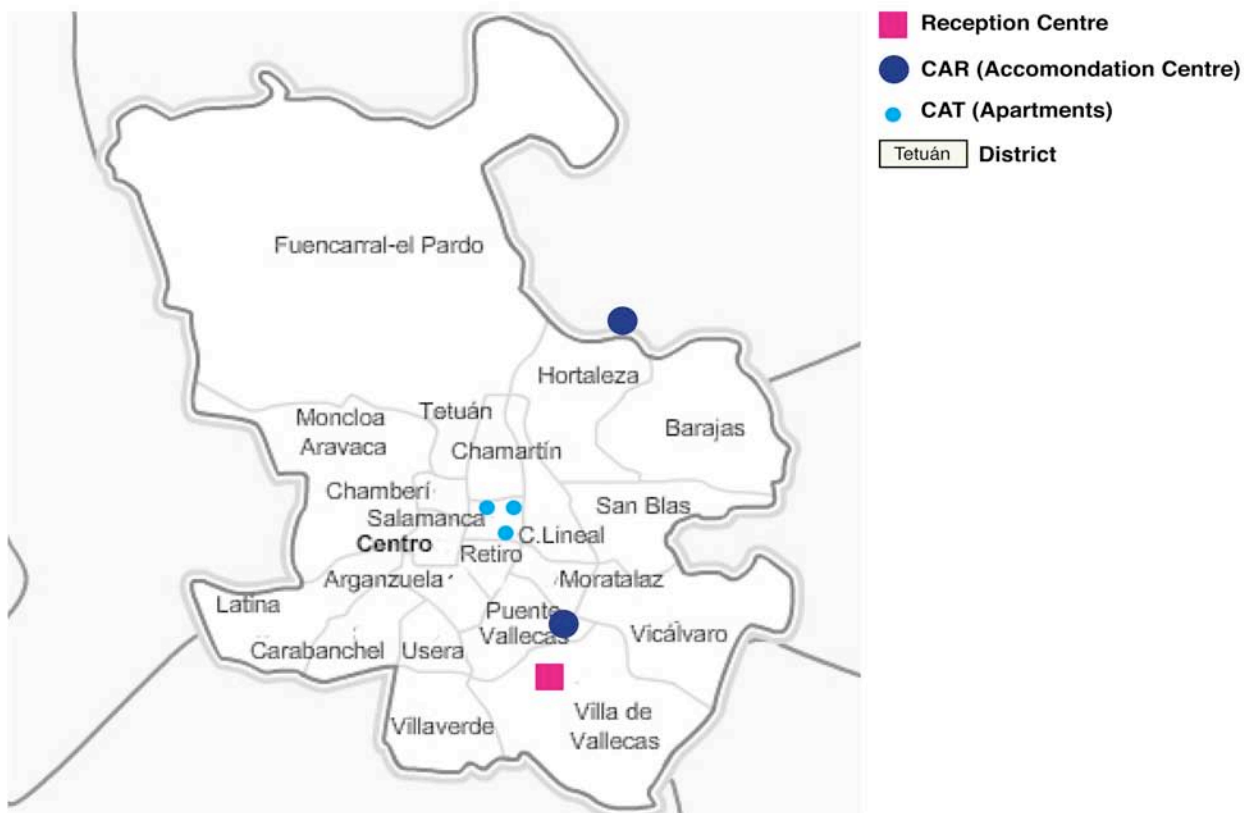 Reception Centre
CAR (Accomondation Centre)
CAT (Apartments)
Tetuán District
Fuencarral-el Pardo
Hortaleza
Barajas
Moncloa
Aravaca
Tetuán
Chamartín
Chamberí
Salamanca
San Blas
Centro
C.Lineal
Retiro
Arganzuela
Moratalaz
Latina
Puente
Vallecas
Vicálvaro
Carabanchel
Usera
Villaverde
Villa de
Vallecas